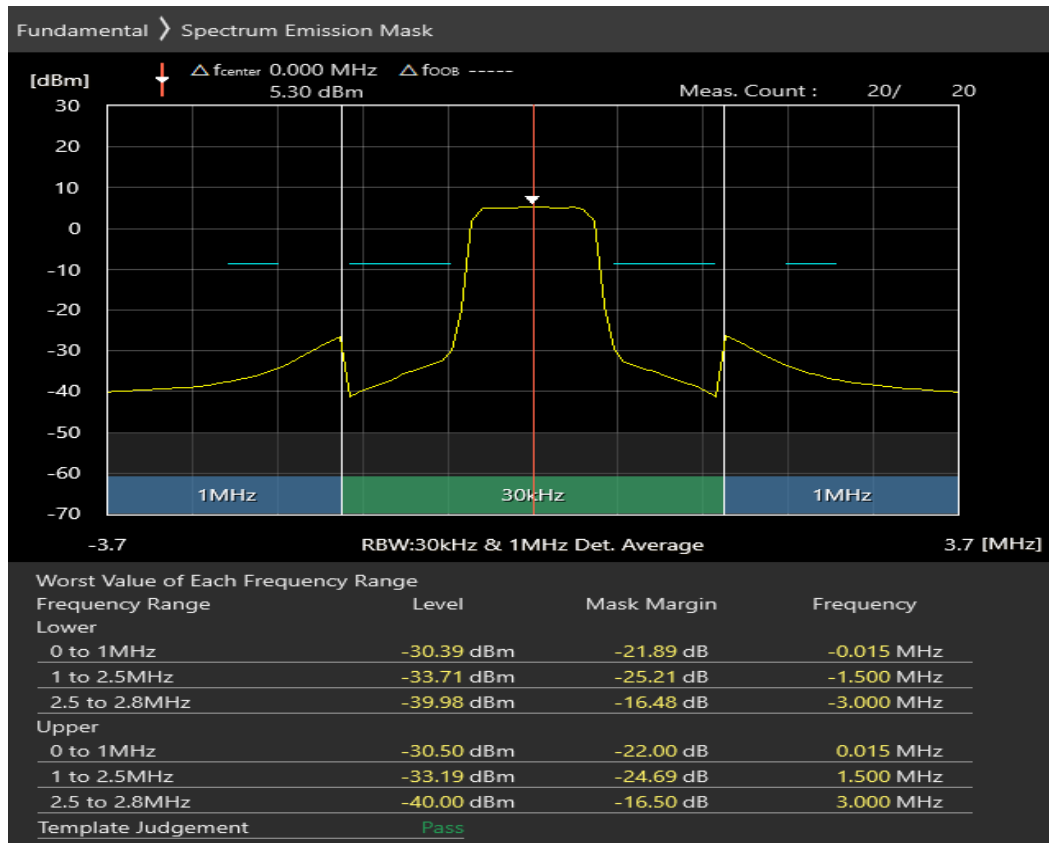 Fundamental 〉 Spectrum Emission Mask
[dBm] △ fcenter 0.000 MHz △ fOOB -----
5.30 dBm Meas. Count : 20/ 20
30
20
10
0
-10
-20
-30
-40
-50
-60
-70
1MHz 30kHz 1MHz
-3.7 RBW:30kHz & 1MHz Det. Average 3.7 [MHz]
Worst Value of Each Frequency Range
Frequency Range Level Mask Margin Frequency
Lower
0 to 1MHz -30.39 dBm -21.89 dB -0.015 MHz
1 to 2.5MHz -33.71 dBm -25.21 dB -1.500 MHz
2.5 to 2.8MHz -39.98 dBm -16.48 dB -3.000 MHz
Upper
0 to 1MHz -30.50 dBm -22.00 dB 0.015 MHz
1 to 2.5MHz -33.19 dBm -24.69 dB 1.500 MHz
2.5 to 2.8MHz -40.00 dBm -16.50 dB 3.000 MHz
Template Judgement Pass